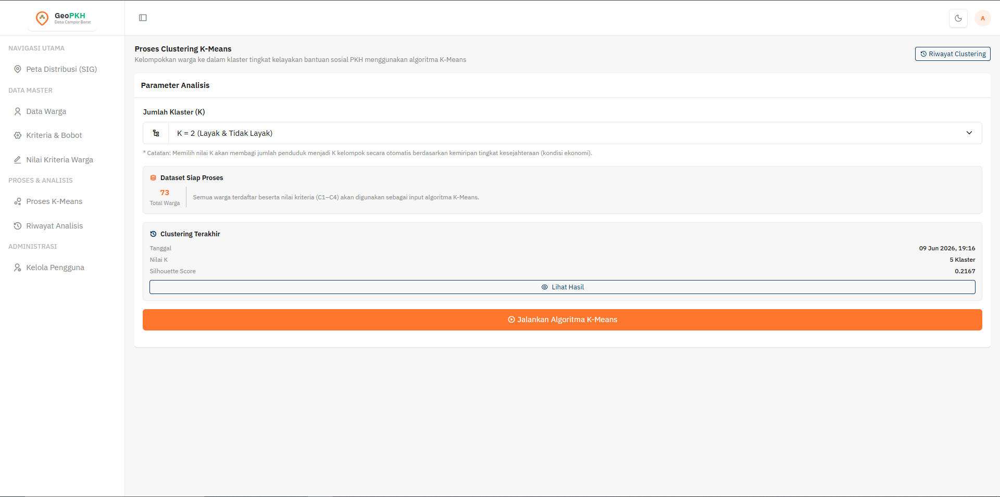 GeoPKH
Desa Campor Barat
A
NAVIGASI UTAMA
Peta Distribusi (SIG)
DATA MASTER
Data Warga
Kriteria & Bobot
Nilai Kriteria Warga
PROSES & ANALISIS
Proses K-Means
Riwayat Analisis
ADMINISTRASI
Kelola Pengguna
Proses Clustering K-Means
Kelompokkan warga ke dalam klaster tingkat kelayakan bantuan sosial PKH menggunakan algoritma K-Means
Riwayat Clustering
Parameter Analisis
Jumlah Klaster (K)
K = 2 (Layak & Tidak Layak)
* Catatan: Memilih nilai K akan membagi jumlah penduduk menjadi K kelompok secara otomatis berdasarkan kemiripan tingkat kesejahteraan (kondisi ekonomi).
Dataset Siap Proses
73
Total Warga
Semua warga terdaftar beserta nilai kriteria (C1–C4) akan digunakan sebagai input algoritma K-Means.
Clustering Terakhir
Tanggal 09 Jun 2026, 19:16
Nilai K 5 Klaster
Silhouette Score 0.2167
Lihat Hasil
Jalankan Algoritma K-Means